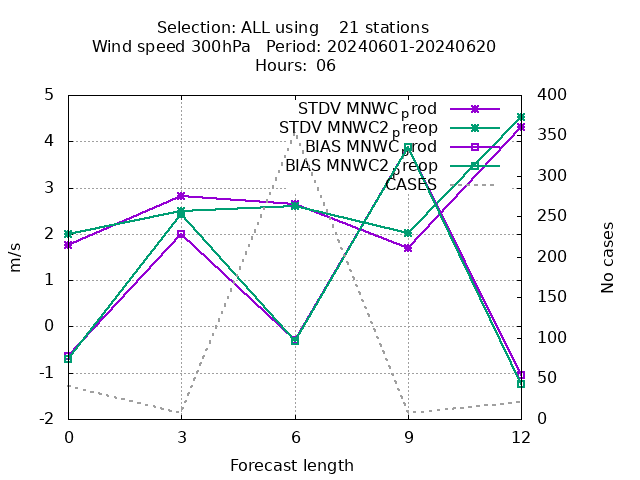 Selection: ALL using    21 stations
Wind speed 300hPa   Period: 20240601-20240620
Hours:  06
5
4
3
2
1
0
-1
-2
400
350
300
250
200
150
100
50
0
STDV MNWC_prod
STDV MNWC2_preop
BIAS MNWC_prod
BIAS MNWC2_preop
CASES
m/s
No cases
0 3 6 9 12
Forecast length